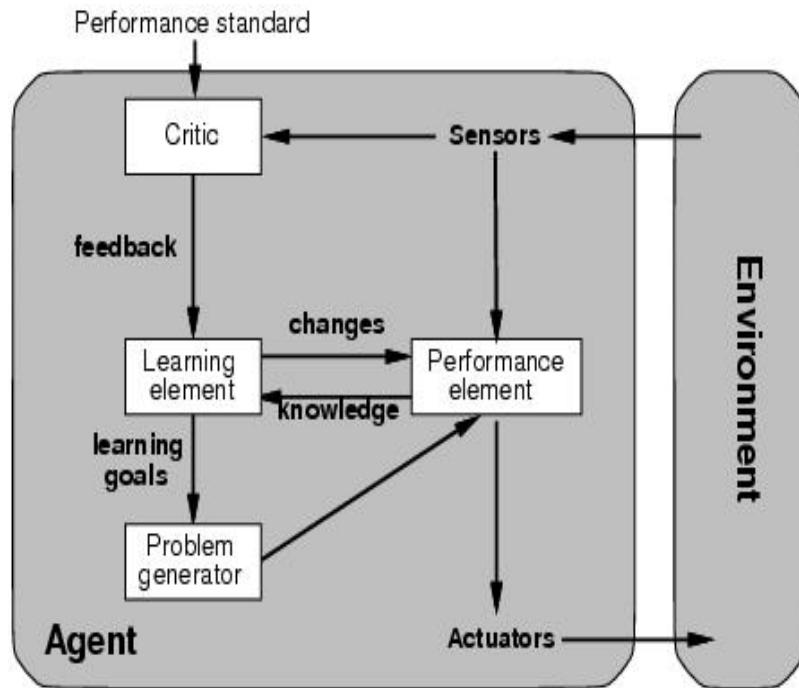 Performance standard
Critic
Sensors
feedback
changes
Learning
element
Performance
element
knowledge
learning
goals
Problem
generator
Agent
Actuators
Environment